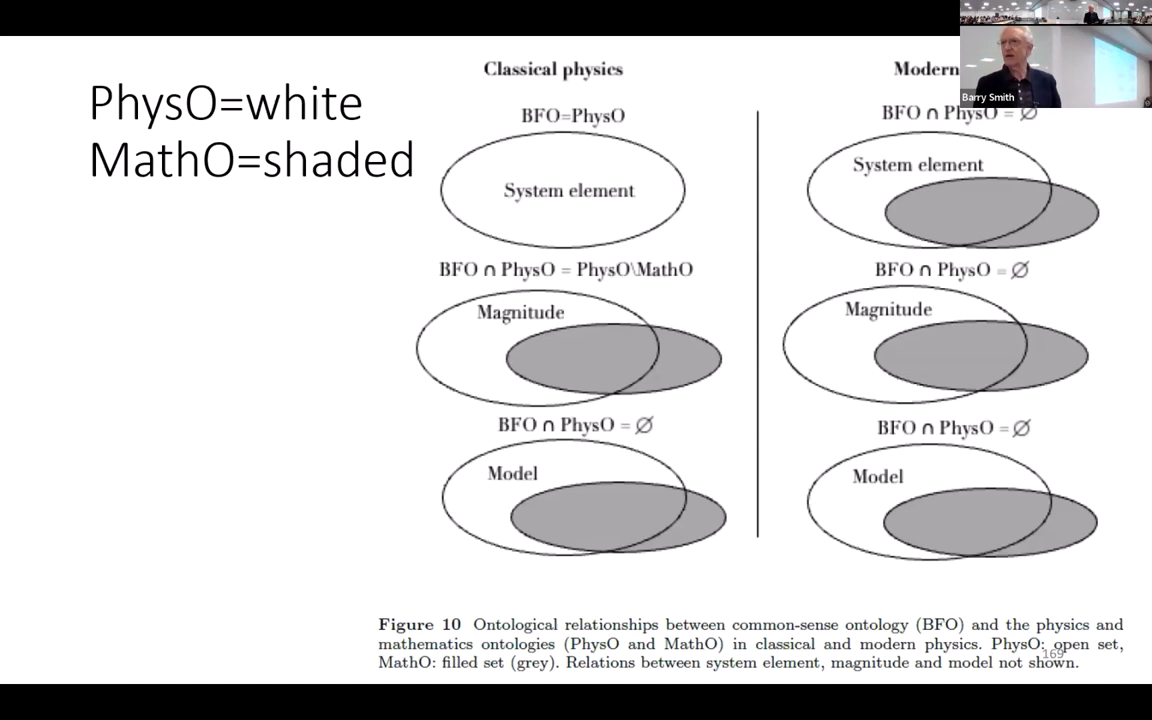 PhysO=white
MathO=shaded
Classical physics
BFO=PhysO
System element
BFO ∩ PhysO = PhysO\MathO
Magnitude
BFO ∩ PhysO = ∅
Model
Modern
BFO ∩ PhysO = ∅
System element
BFO ∩ PhysO = ∅
Magnitude
BFO ∩ PhysO = ∅
Model
Barry Smith
Figure 10 Ontological relationships between common-sense ontology (BFO) and the physics and
mathematics ontologies (PhysO and MathO) in classical and modern physics. PhysO: open set,
MathO: filled set (grey). Relations between system element, magnitude and model not shown.
169